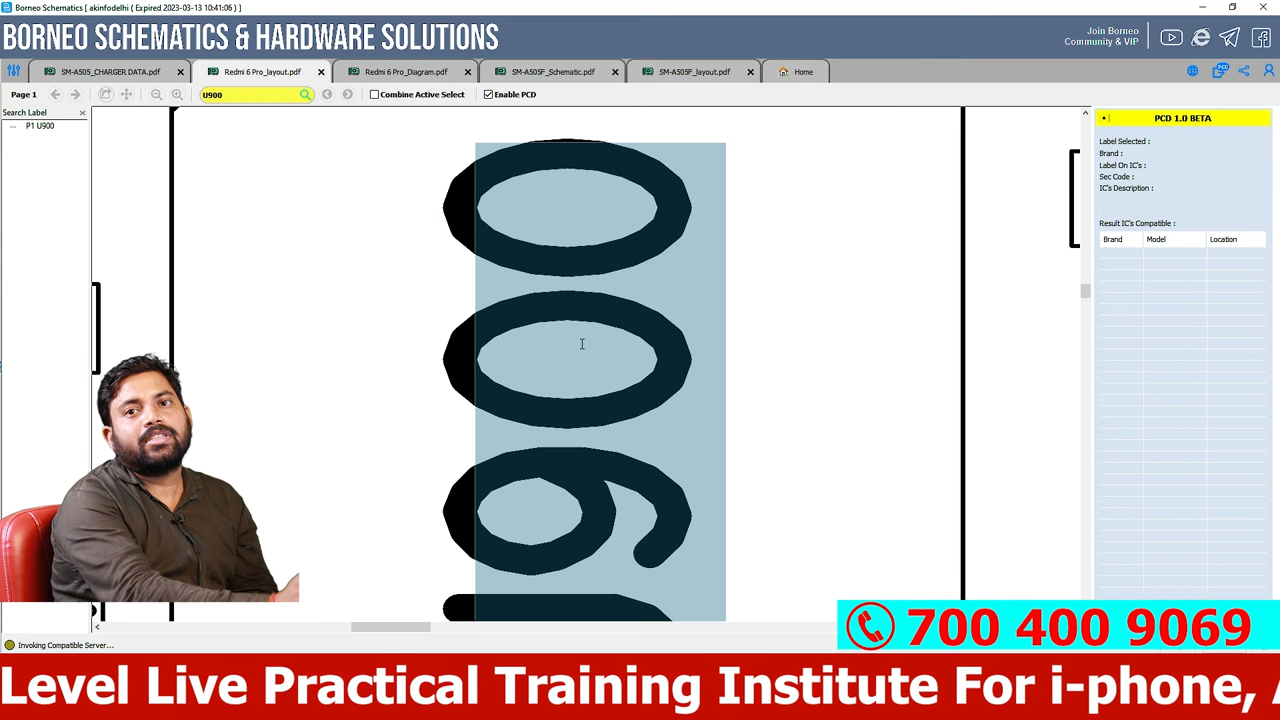 Borneo Schematics [ akinfodelhi ( Expired 2023-03-13 10:41:06 ) ]
BORNEO SCHEMATICS & HARDWARE SOLUTIONS
Join Borneo
Community & VIP
SM-A505_CHARGER DATA.pdf
Redmi 6 Pro_layout.pdf
Redmi 6 Pro_Diagram.pdf
SM-A505F_Schematic.pdf
SM-A505F_layout.pdf
Home
Page 1
U900
Combine Active Select
Enable PCD
Search Label
P1 U900
PCD 1.0 BETA
Label Selected :
Brand :
Label On IC's :
Sec Code :
IC's Description :
Result IC's Compatible :
Brand Model Location
U900
Invoking Compatible Server...
700 400 9069
Level Live Practical Training Institute For i-phone,